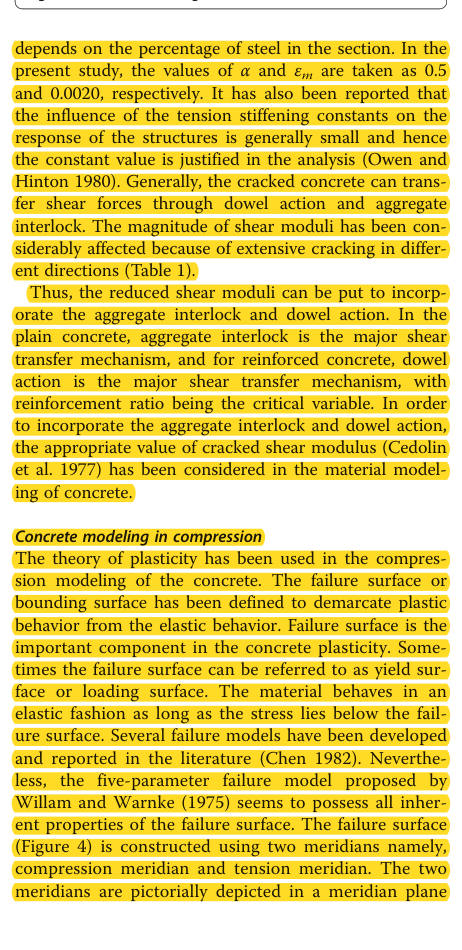 depends on the percentage of steel in the section. In the
present study, the values of α and εm are taken as 0.5
and 0.0020, respectively. It has also been reported that
the influence of the tension stiffening constants on the
response of the structures is generally small and hence
the constant value is justified in the analysis (Owen and
Hinton 1980). Generally, the cracked concrete can trans-
fer shear forces through dowel action and aggregate
interlock. The magnitude of shear moduli has been con-
siderably affected because of extensive cracking in differ-
ent directions (Table 1).
Thus, the reduced shear moduli can be put to incorp-
orate the aggregate interlock and dowel action. In the
plain concrete, aggregate interlock is the major shear
transfer mechanism, and for reinforced concrete, dowel
action is the major shear transfer mechanism, with
reinforcement ratio being the critical variable. In order
to incorporate the aggregate interlock and dowel action,
the appropriate value of cracked shear modulus (Cedolin
et al. 1977) has been considered in the material model-
ing of concrete.
Concrete modeling in compression
The theory of plasticity has been used in the compres-
sion modeling of the concrete. The failure surface or
bounding surface has been defined to demarcate plastic
behavior from the elastic behavior. Failure surface is the
important component in the concrete plasticity. Some-
times the failure surface can be referred to as yield sur-
face or loading surface. The material behaves in an
elastic fashion as long as the stress lies below the fail-
ure surface. Several failure models have been developed
and reported in the literature (Chen 1982). Neverthe-
less, the five-parameter failure model proposed by
Willam and Warnke (1975) seems to possess all inher-
ent properties of the failure surface. The failure surface
(Figure 4) is constructed using two meridians namely,
compression meridian and tension meridian. The two
meridians are pictorially depicted in a meridian plane